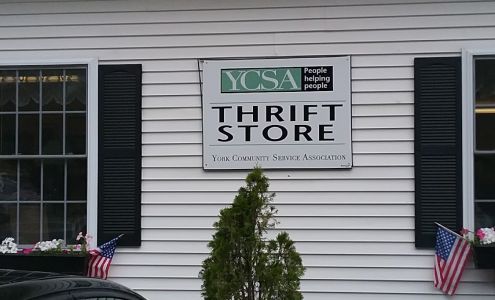 YCSA
People
helping
people
THRIFT
STORE
YORK COMMUNITY SERVICE ASSOCIATION